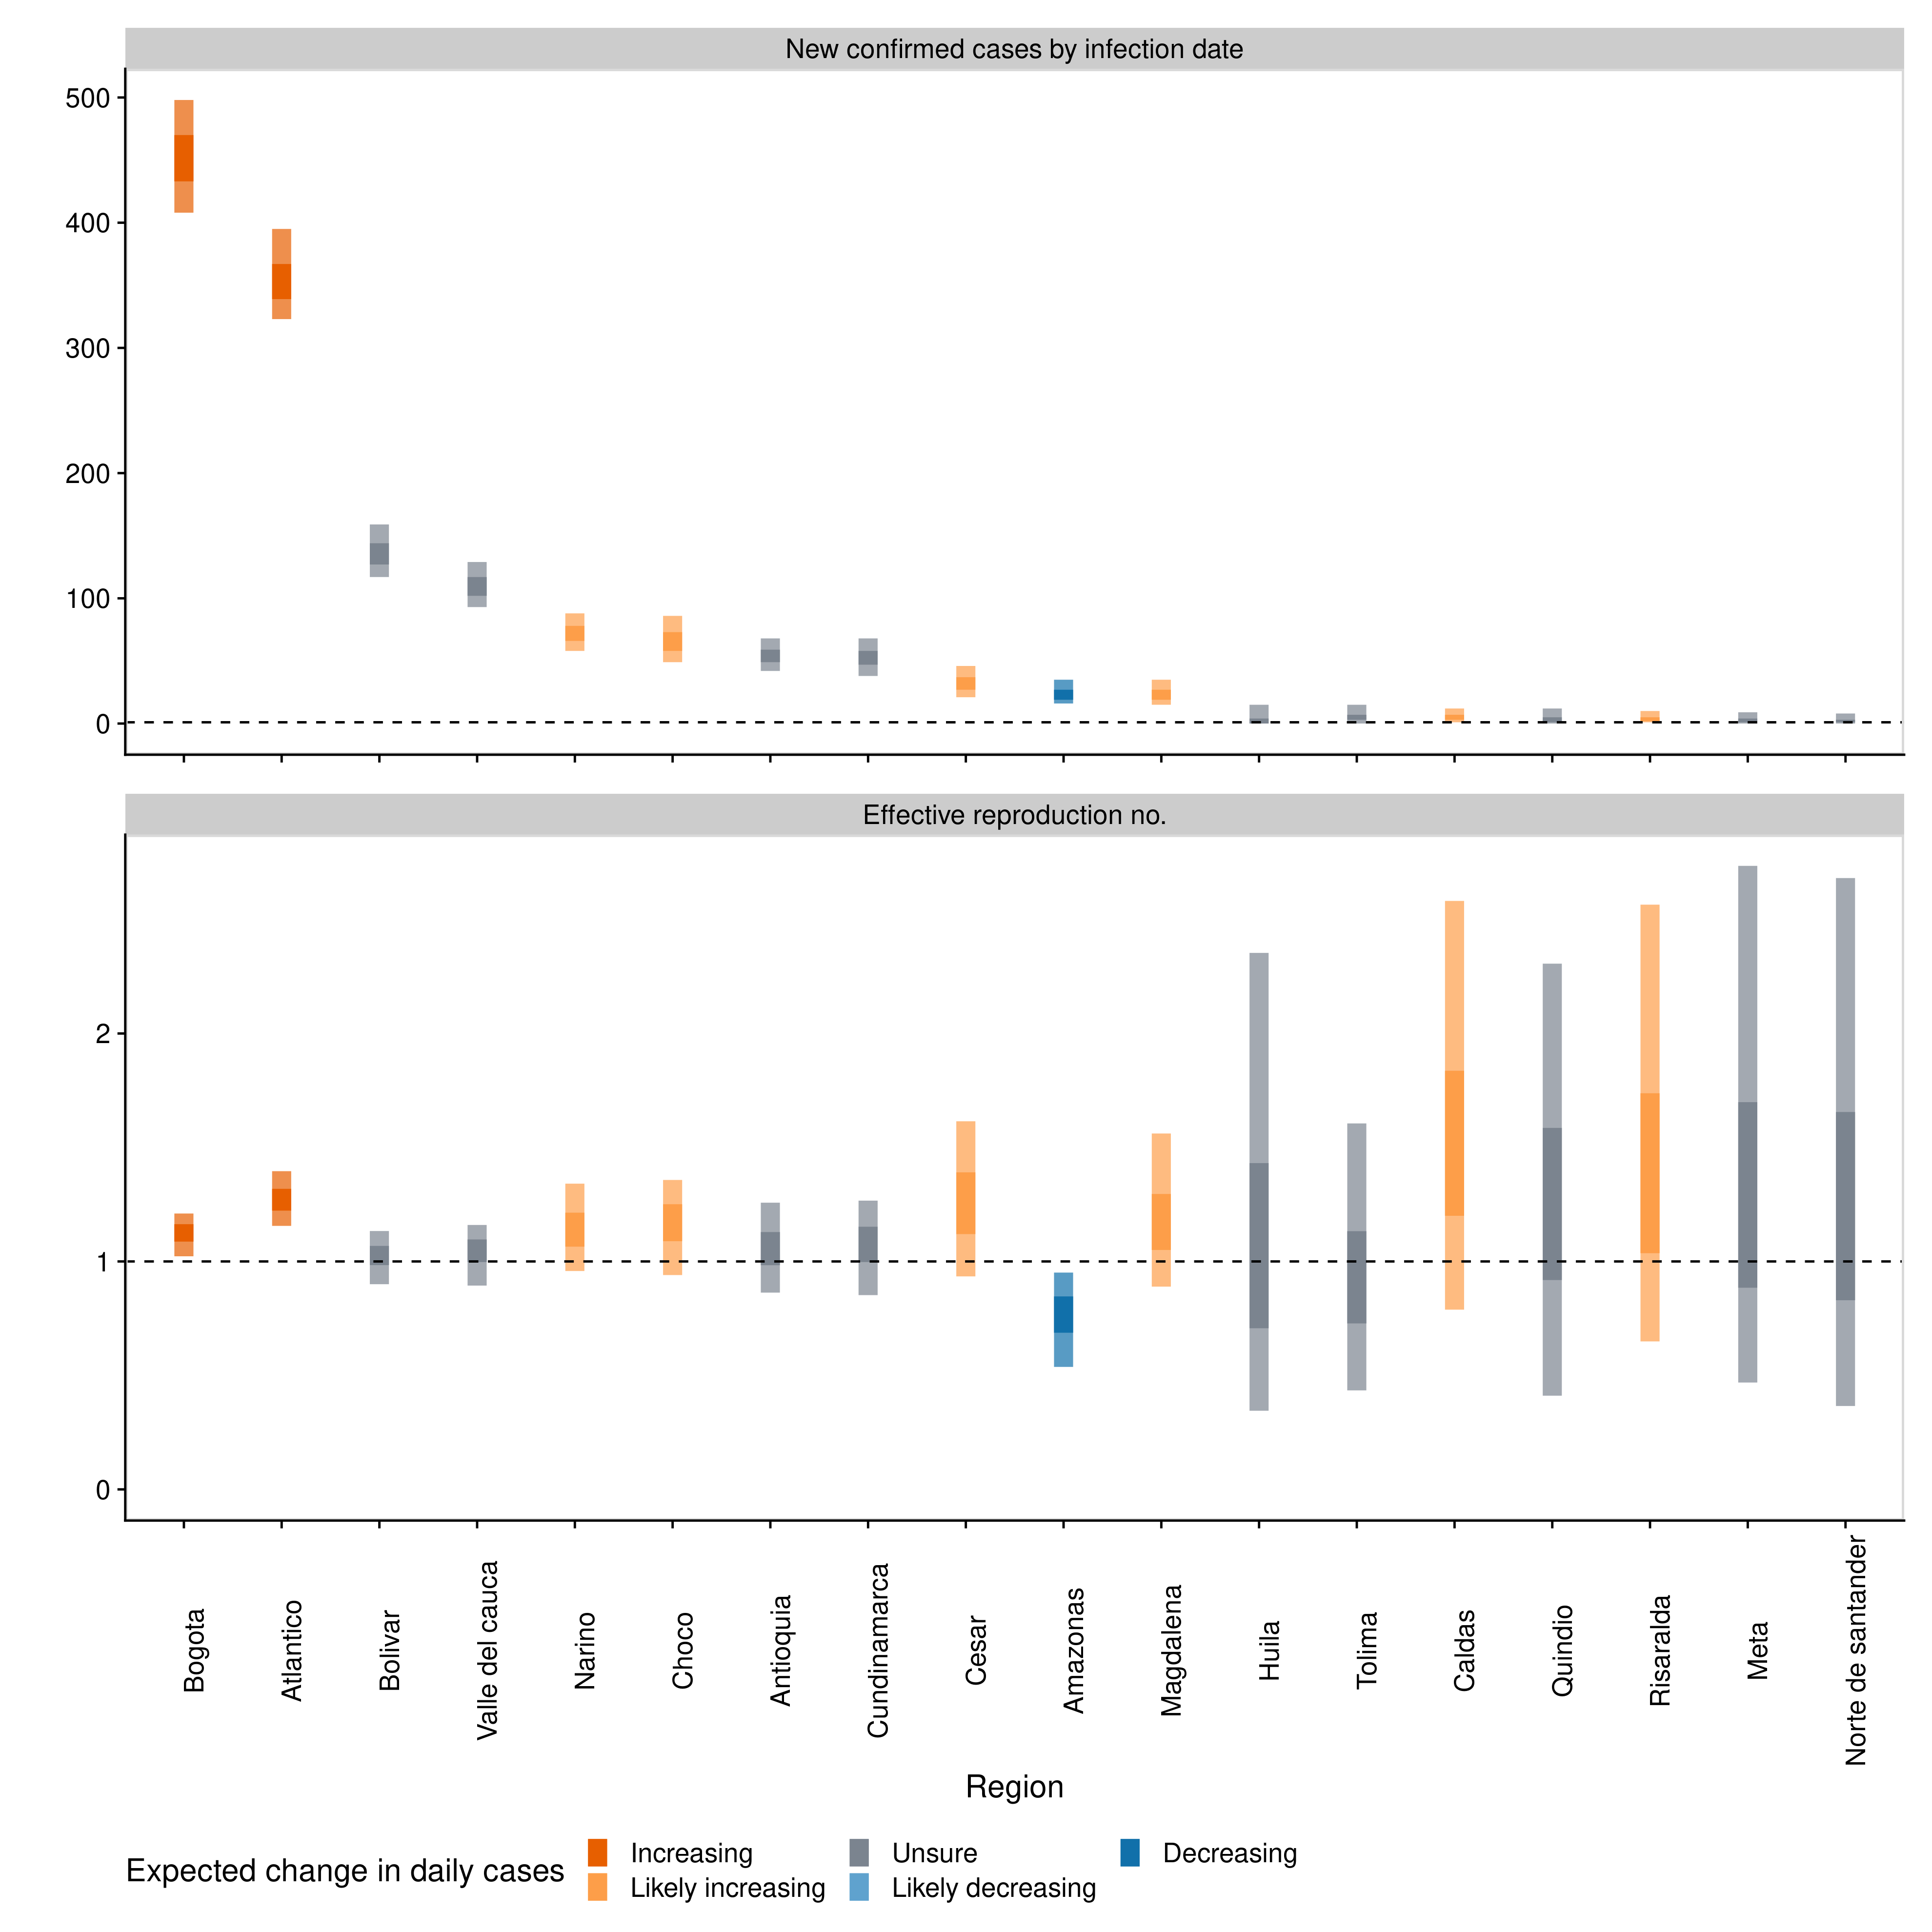 New confirmed cases by infection date
500
400
300
200
100
0
Effective reproduction no.
2
1
0
Bogota
Atlantico
Bolivar
Valle del cauca
Narino
Choco
Antioquia
Cundinamarca
Cesar
Amazonas
Magdalena
Huila
Tolima
Caldas
Quindio
Risaralda
Meta
Norte de santander
Region
Expected change in daily cases
Increasing
Likely increasing
Unsure
Likely decreasing
Decreasing